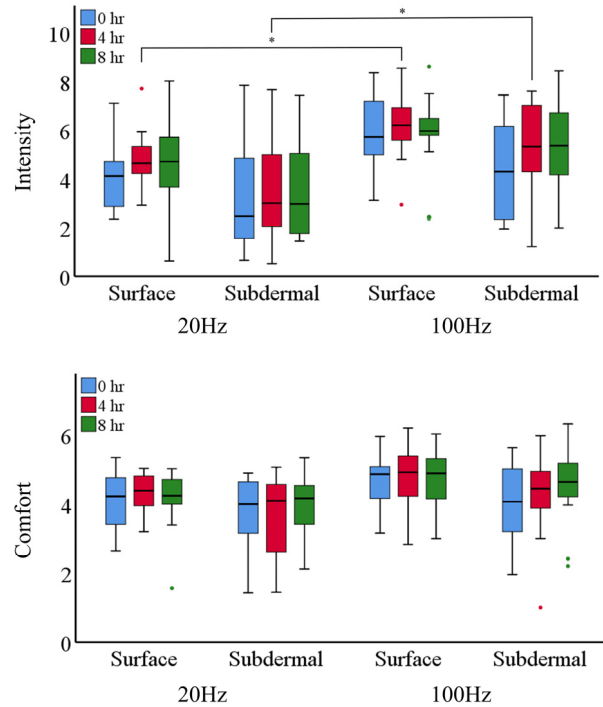 10
0 hr
4 hr
8 hr
*
*
8
6
4
2
0
Intensity
Surface
Subdermal
Surface
Subdermal
20Hz
100Hz
0 hr
4 hr
8 hr
6
4
2
0
Comfort
Surface
Subdermal
Surface
Subdermal
20Hz
100Hz